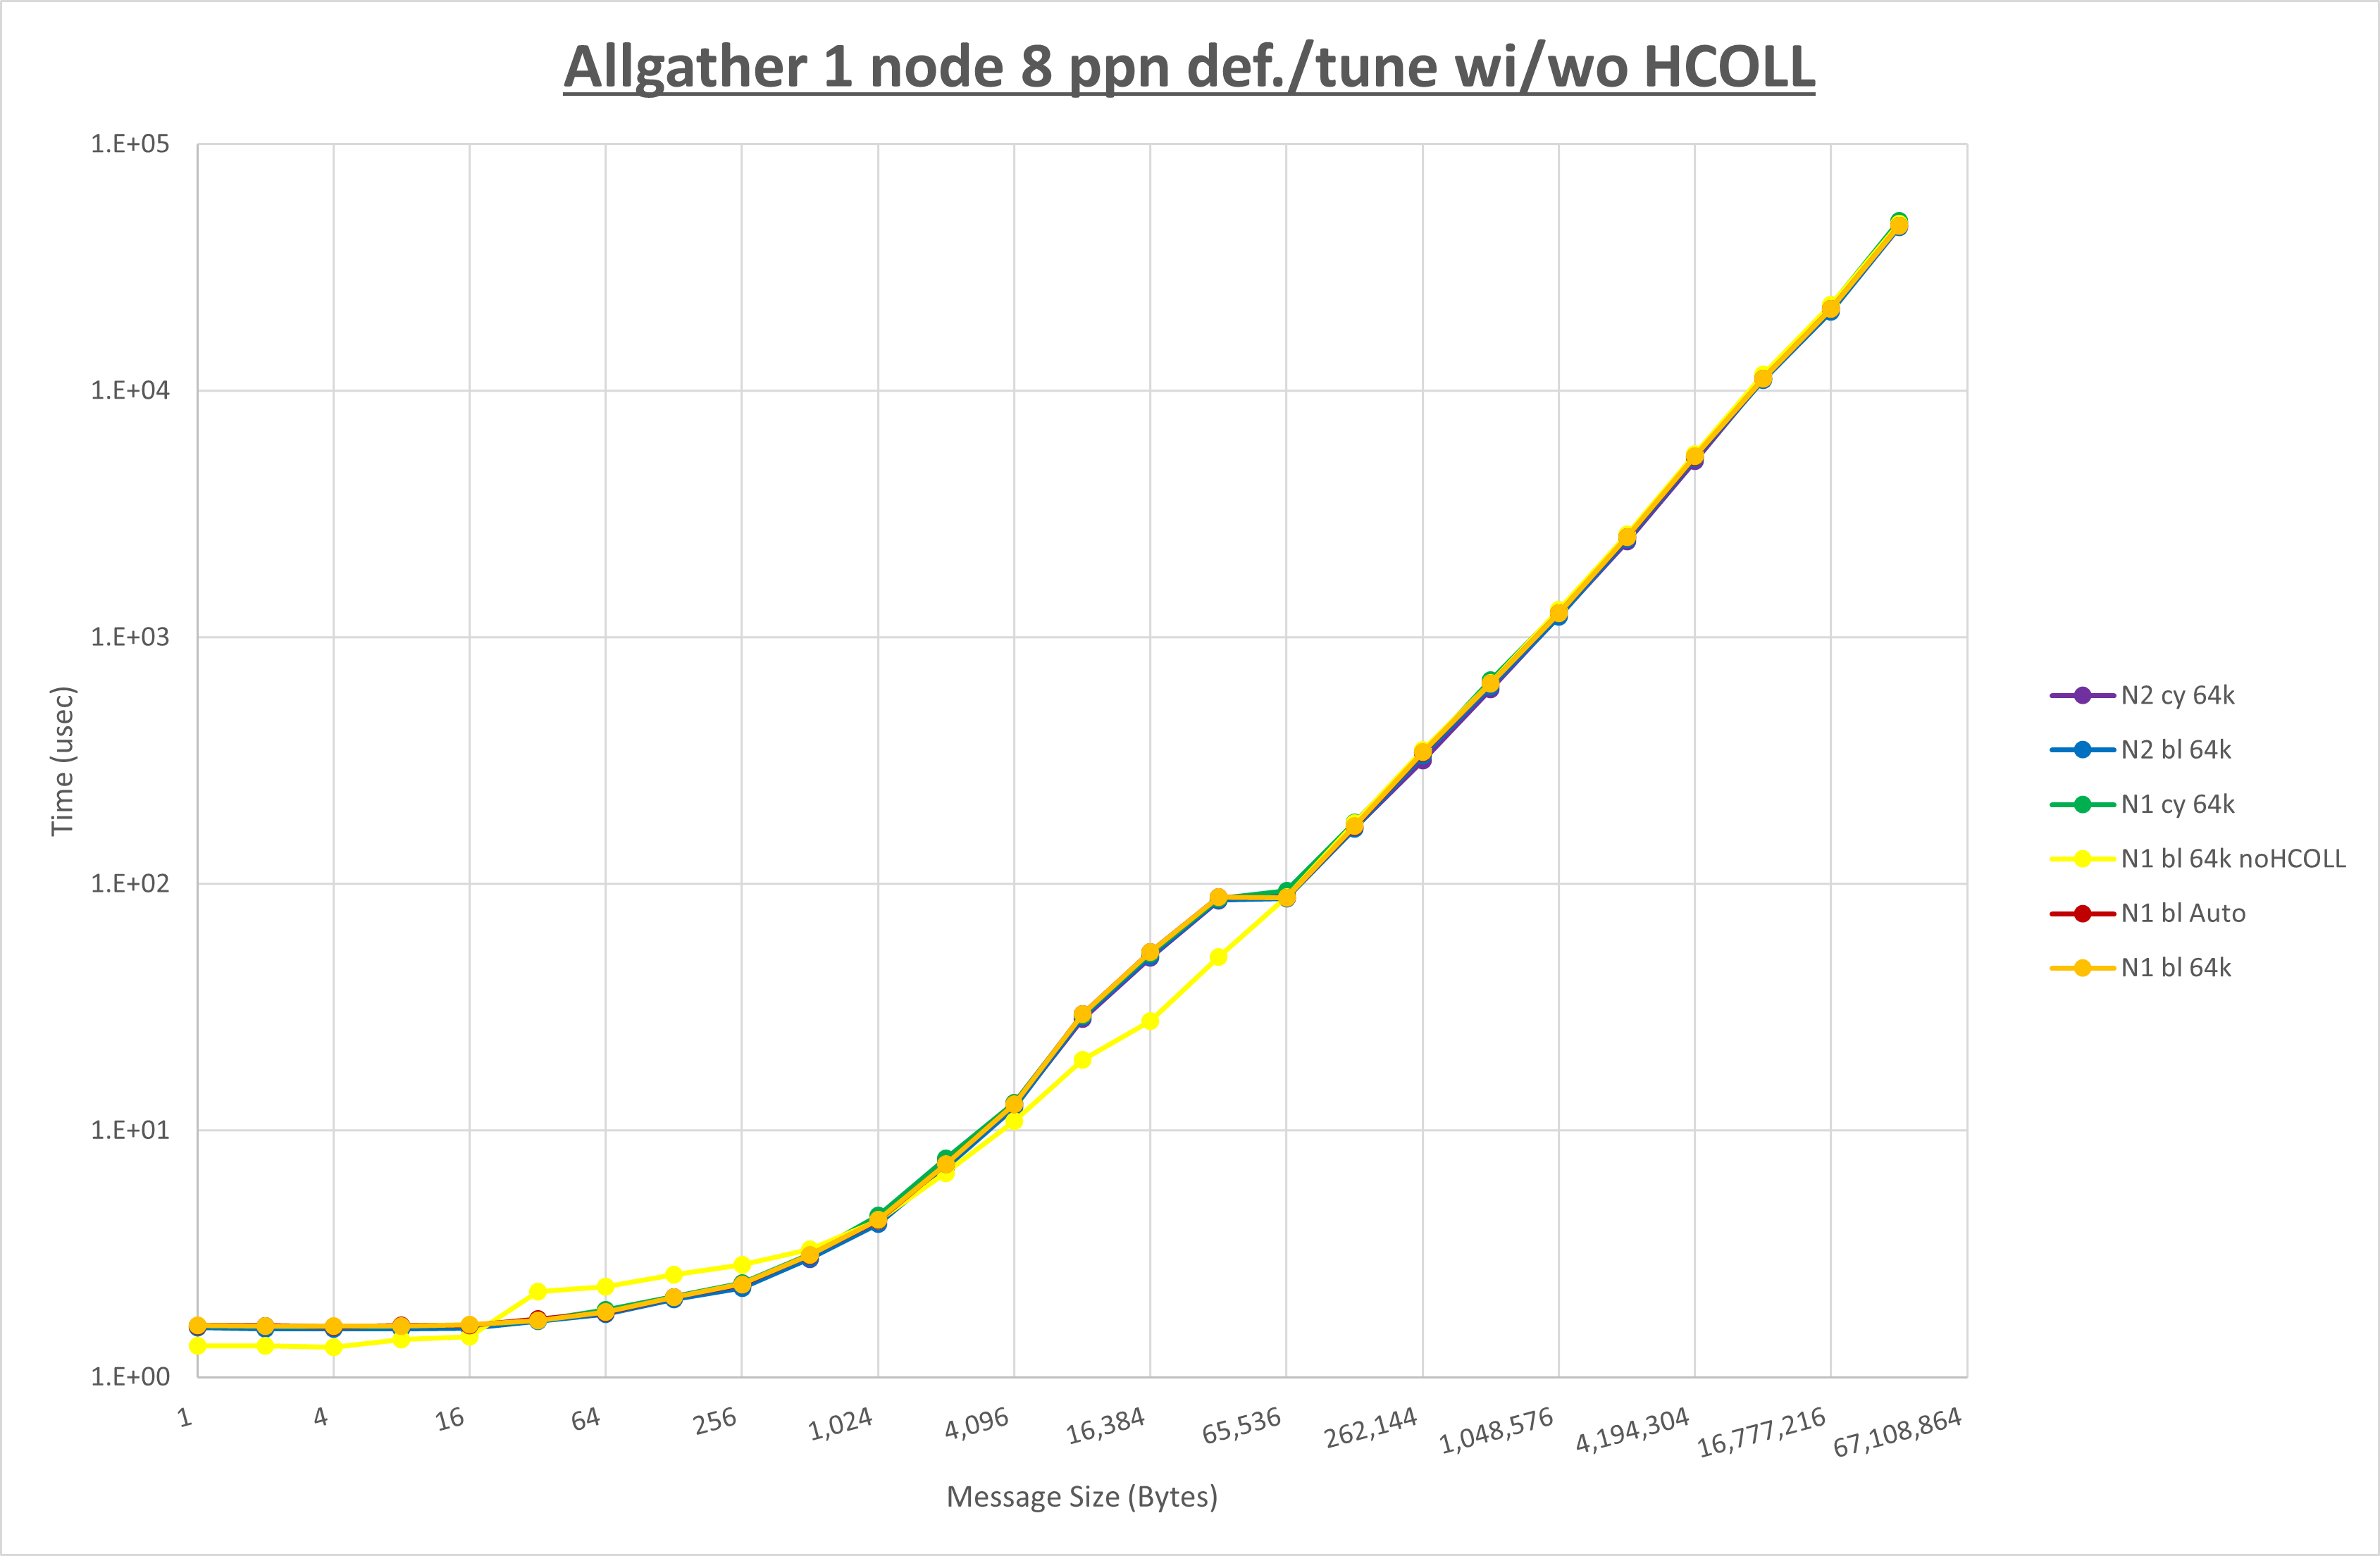 Allgather 1 node 8 ppn def./tune wi/wo HCOLL
1.E+05
1.E+04
1.E+03
1.E+02
1.E+01
1.E+00
Time (usec)
1
4
16
64
256
1,024
4,096
16,384
65,536
262,144
1,048,576
4,194,304
16,777,216
67,108,864
Message Size (Bytes)
N2 cy 64k
N2 bl 64k
N1 cy 64k
N1 bl 64k noHCOLL
N1 bl Auto
N1 bl 64k